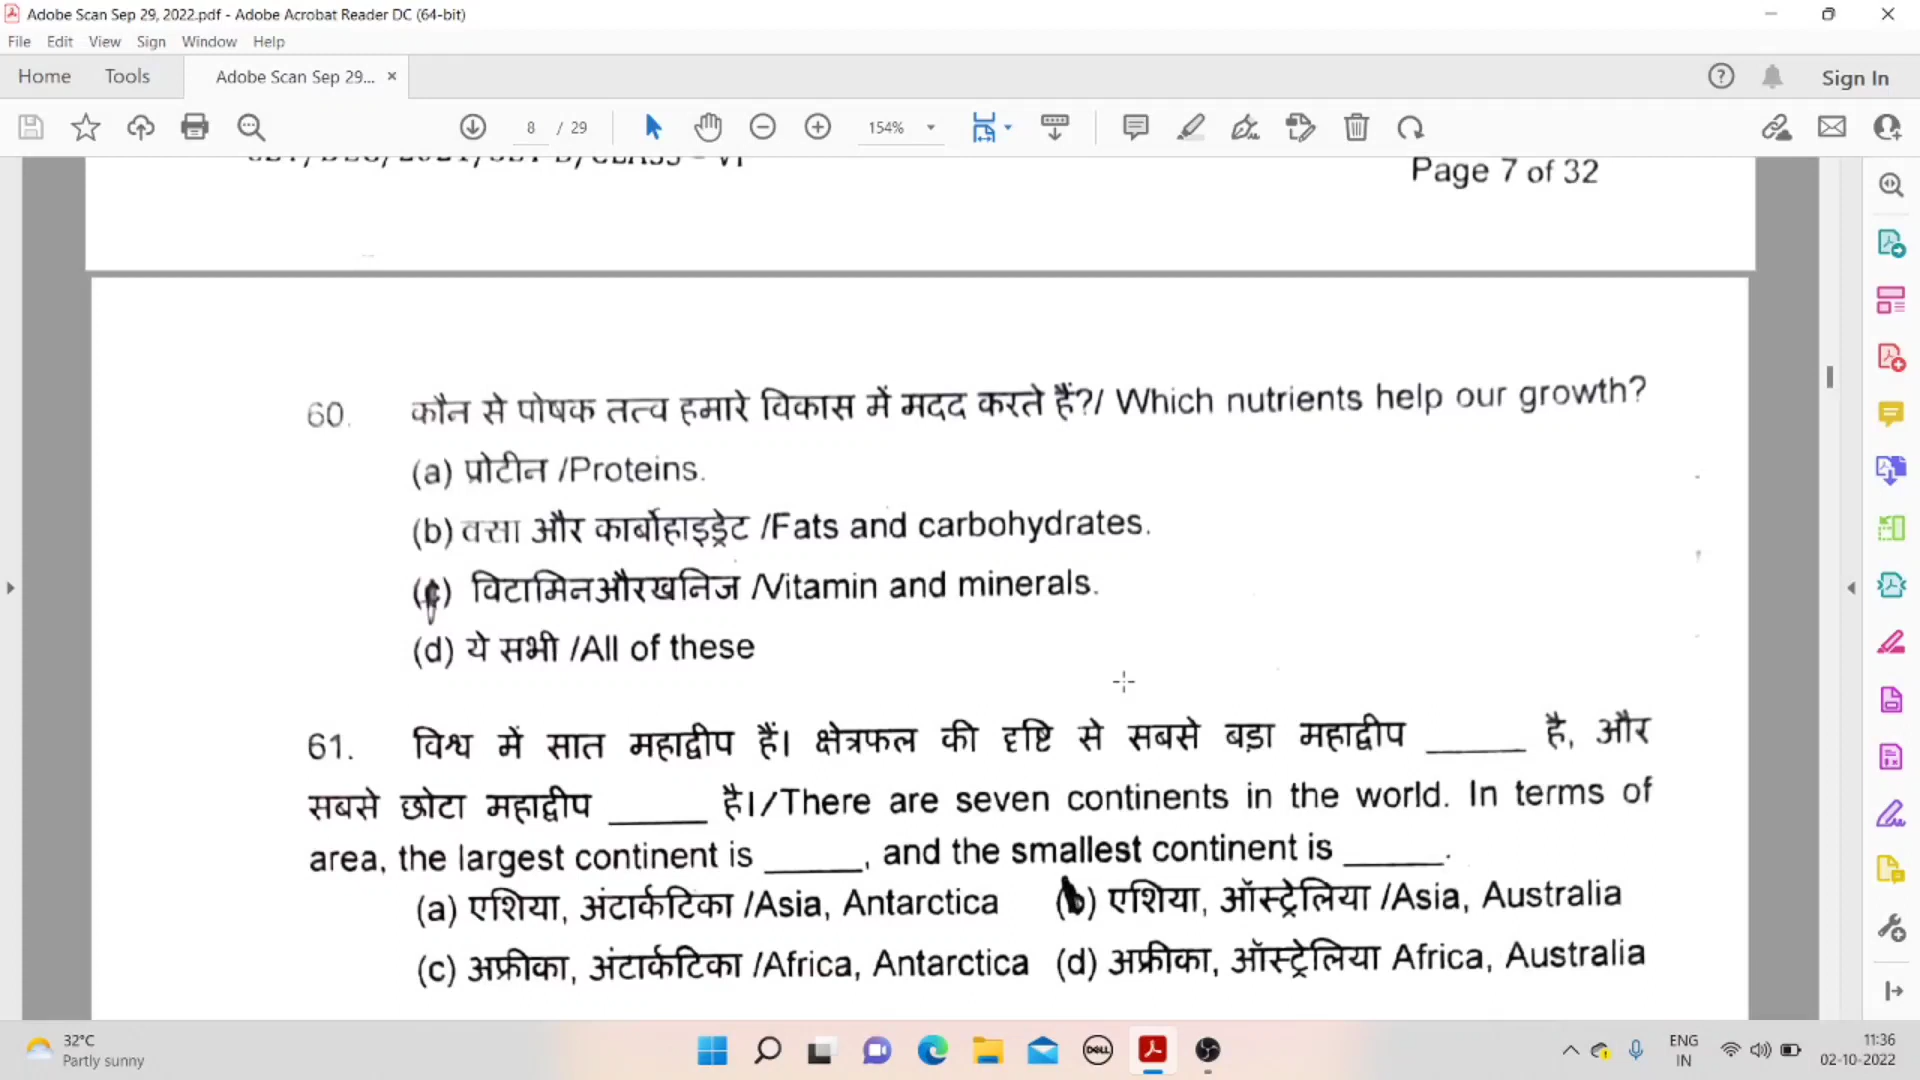 Adobe Scan Sep 29, 2022.pdf - Adobe Acrobat Reader DC (64-bit)
File Edit View Sign Window Help
Home Tools Adobe Scan Sep 29... × Sign In
8 / 29 154%
Page 7 of 32
60. कौन से पोषक तत्व हमारे विकास में मदद करते हैं?/ Which nutrients help our growth?
(a) प्रोटीन /Proteins.
(b) वसा और कार्बोहाइड्रेट /Fats and carbohydrates.
(c) विटामिनऔरखनिज /Vitamin and minerals.
(d) ये सभी /All of these
61. विश्व में सात महाद्वीप हैं। क्षेत्रफल की दृष्टि से सबसे बड़ा महाद्वीप ______ है, और
सबसे छोटा महाद्वीप ______ है।/There are seven continents in the world. In terms of
area, the largest continent is ______, and the smallest continent is ______.
(a) एशिया, अंटार्कटिका /Asia, Antarctica (b) एशिया, ऑस्ट्रेलिया /Asia, Australia
(c) अफ्रीका, अंटार्कटिका /Africa, Antarctica (d) अफ्रीका, ऑस्ट्रेलिया Africa, Australia
32°C
Partly sunny
DELL
ENG
IN
11:36
02-10-2022